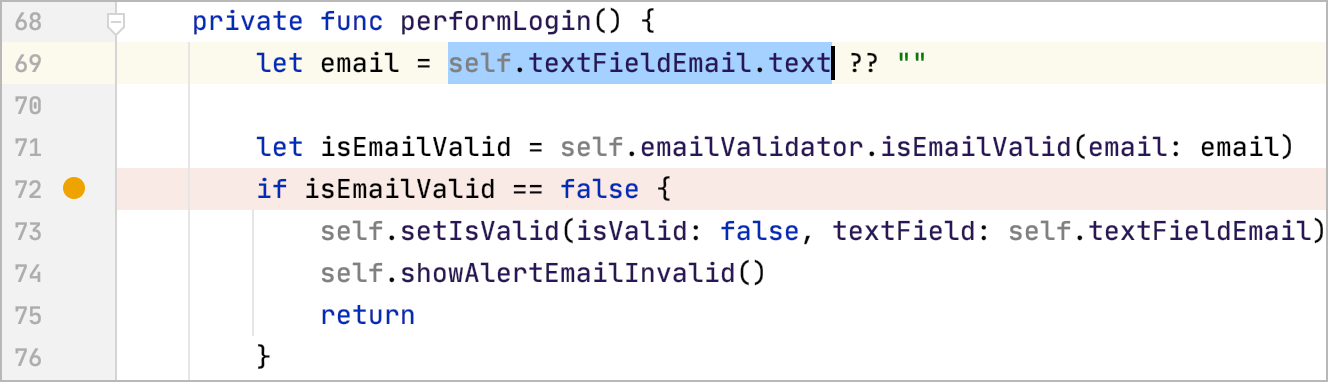 68 private func performLogin() {
69 let email = self.textFieldEmail.text ?? ""
70
71 let isEmailValid = self.emailValidator.isEmailValid(email: email)
72 if isEmailValid == false {
73 self.setIsValid(isValid: false, textField: self.textFieldEmail)
74 self.showAlertEmailInvalid()
75 return
76 }